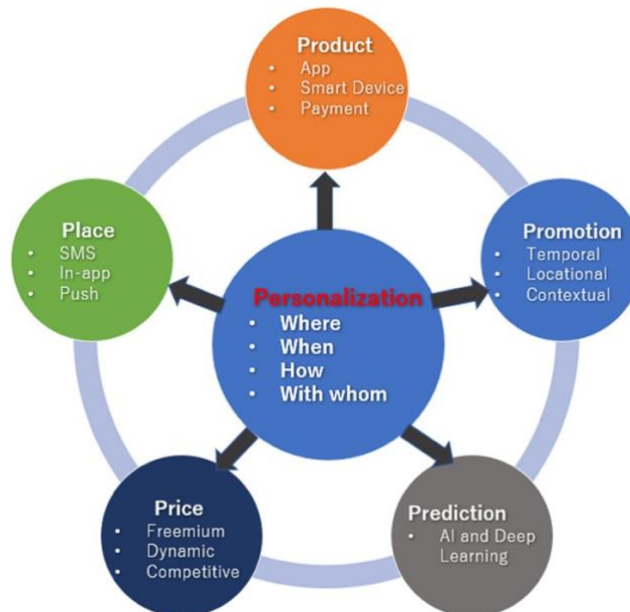 Product
• App
• Smart Device
• Payment
Place
• SMS
• In-app
• Push
Promotion
• Temporal
• Locational
• Contextual
Personalization
• Where
• When
• How
• With whom
Price
• Freemium
• Dynamic
• Competitive
Prediction
• AI and Deep
Learning